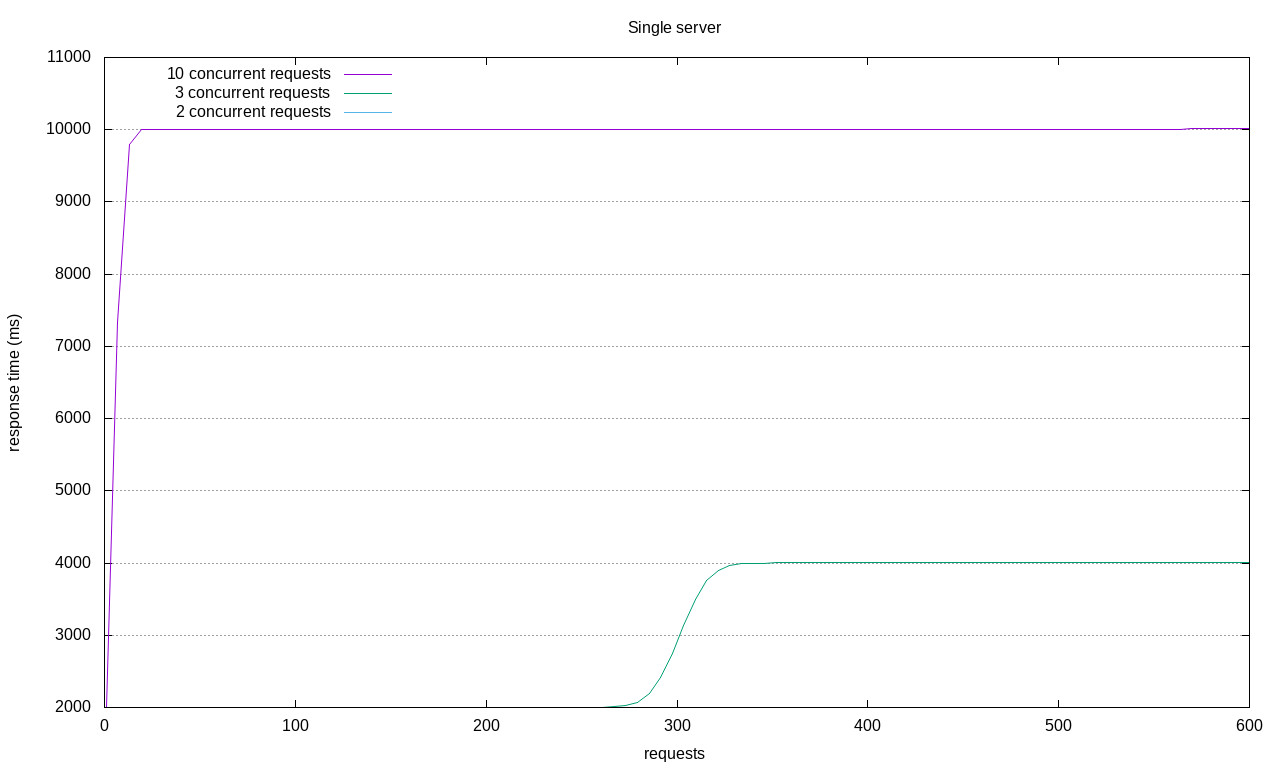 Single server
11000
10000
9000
8000
7000
6000
5000
4000
3000
2000
response time (ms)
10 concurrent requests
3 concurrent requests
2 concurrent requests
0 100 200 300 400 500 600
requests